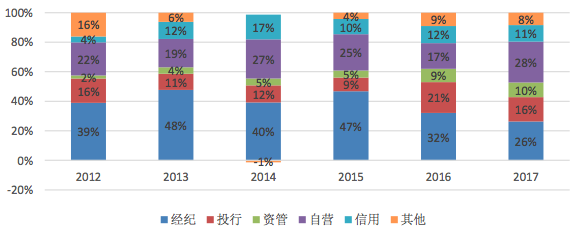 100%
80%
60%
40%
20%
0%
-20%
16% 6% 17% 4% 9% 8%
4% 12% 27% 10% 12% 11%
22% 19% 5% 25% 17% 28%
2% 4% 12% 5% 9% 10%
16% 11% 40% 9% 21% 16%
39% 48% -1% 47% 32% 26%
2012 2013 2014 2015 2016 2017
经纪 投行 资管 自营 信用 其他